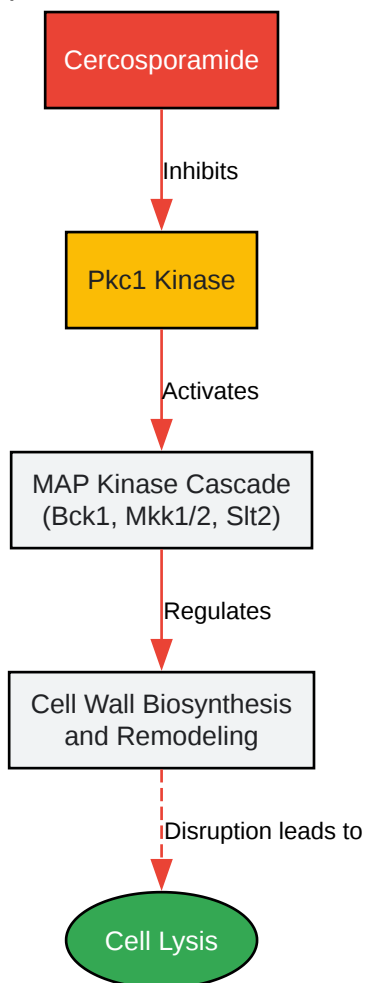 Cercosporamide
Inhibits
Pkc1 Kinase
Activates
MAP Kinase Cascade
(Bck1, Mkk1/2, Slt2)
Regulates
Cell Wall Biosynthesis
and Remodeling
Disruption leads to
Cell Lysis